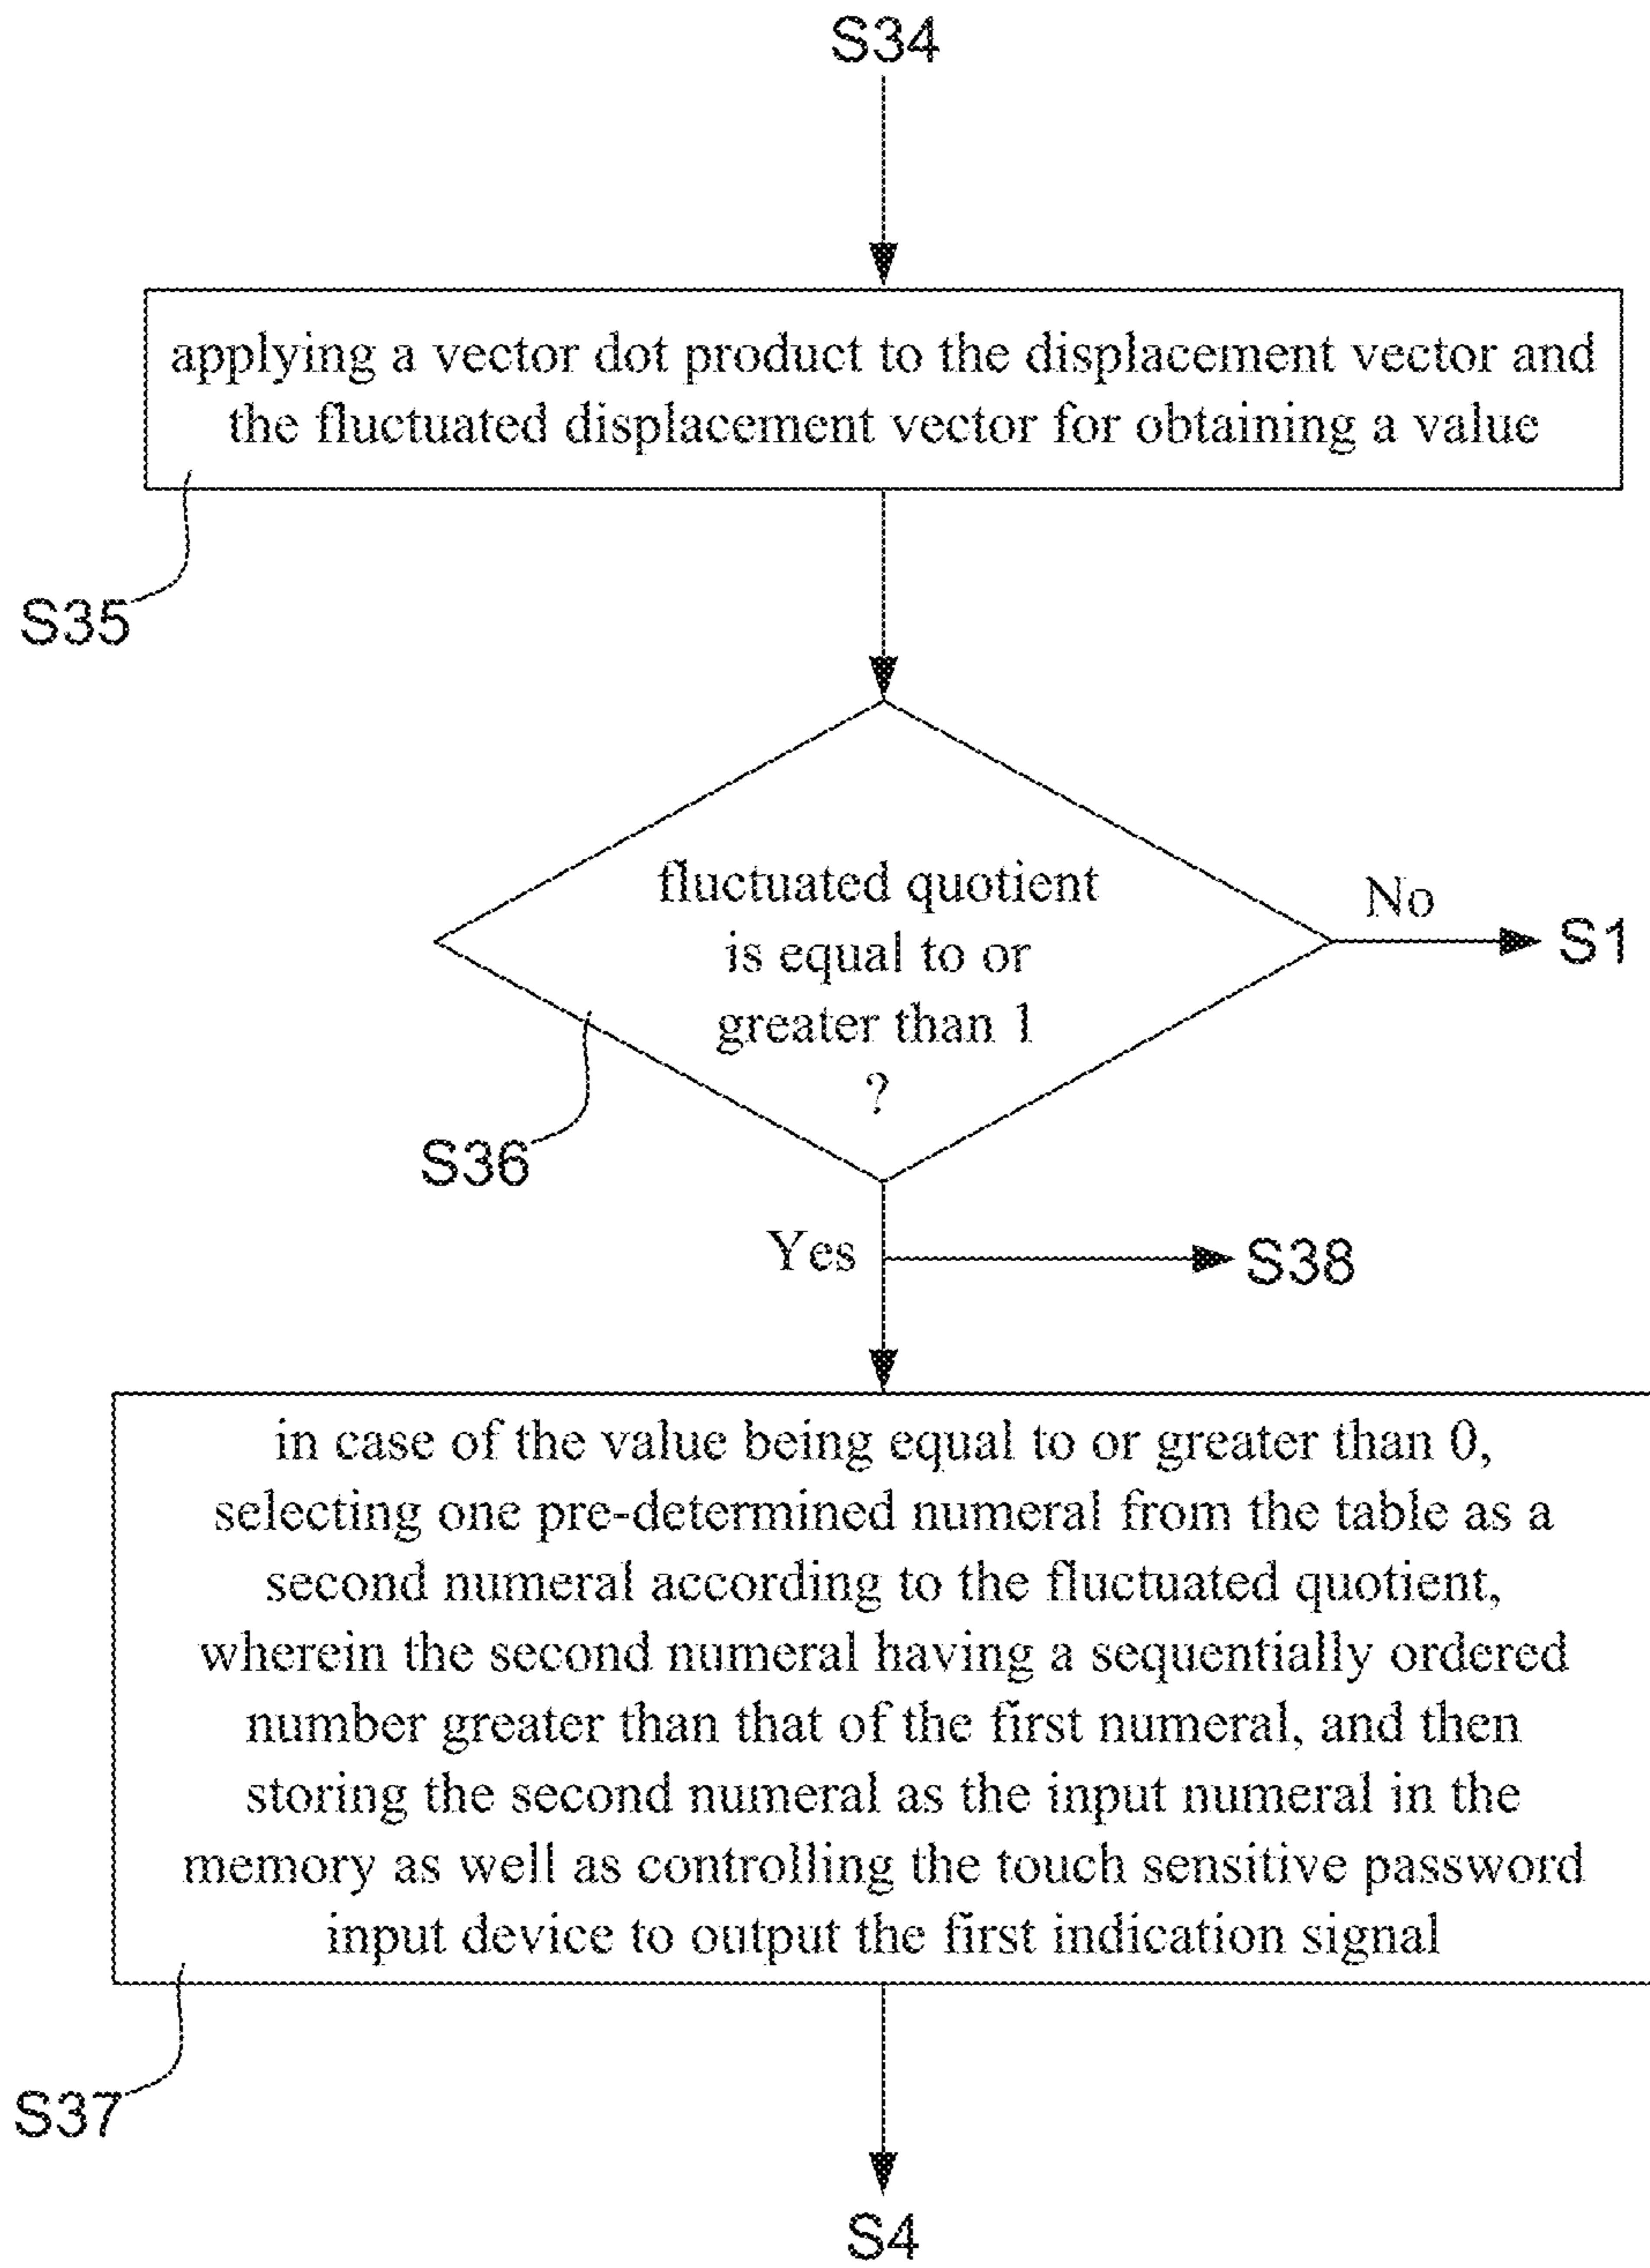 S34
applying a vector dot product to the displacement vector and
the fluctuated displacement vector for obtaining a value
S35
fluctuated quotient
is equal to or
greater than 1
?
No
S1
S36
Yes
S38
in case of the value being equal to or greater than 0,
selecting one pre-determined numeral from the table as a
second numeral according to the fluctuated quotient,
wherein the second numeral having a sequentially ordered
number greater than that of the first numeral, and then
storing the second numeral as the input numeral in the
memory as well as controlling the touch sensitive password
input device to output the first indication signal
S37
S4